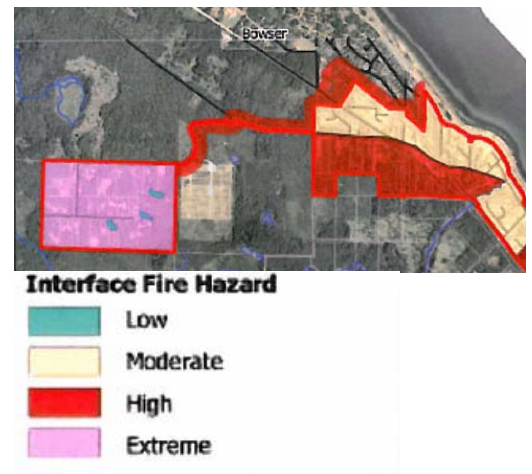 Bowser
Interface Fire Hazard
Low
Moderate
High
Extreme